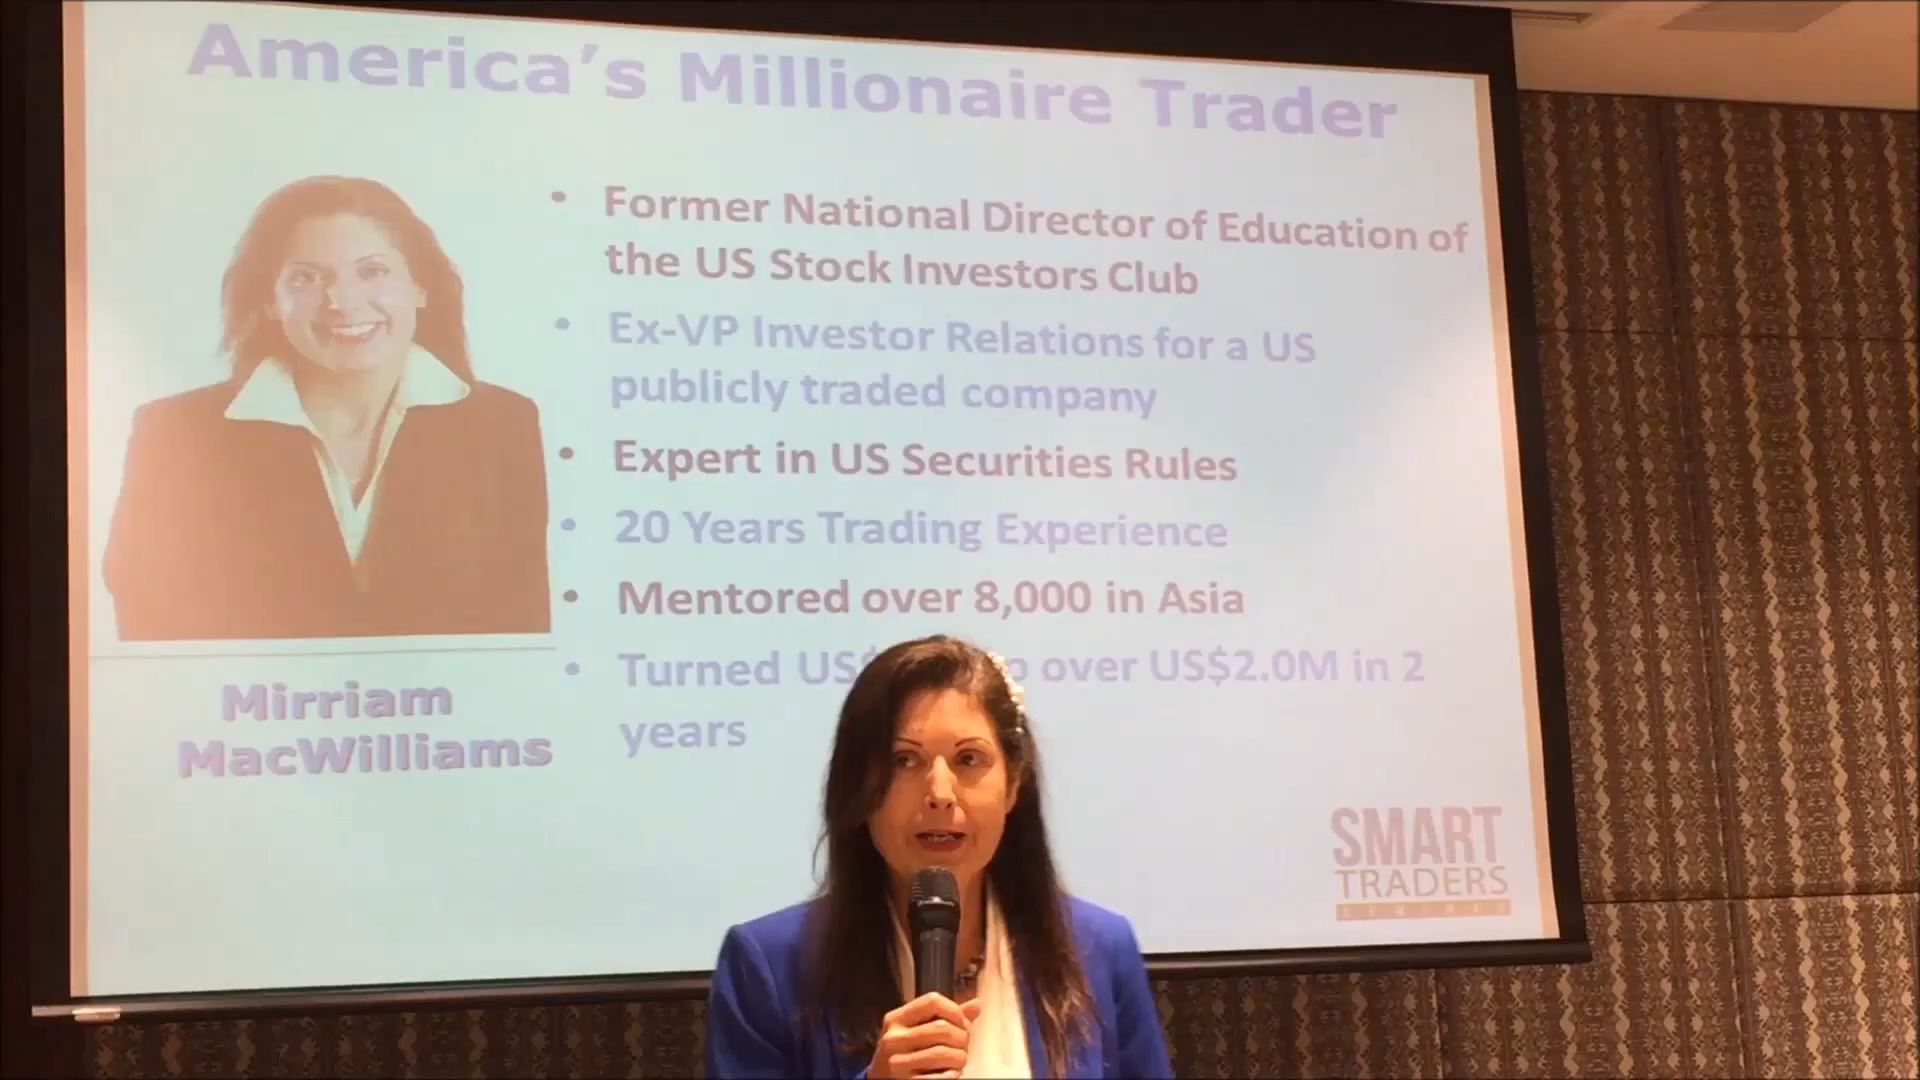 America's Millionaire Trader
• Former National Director of Education of
the US Stock Investors Club
• Ex-VP Investor Relations for a US
publicly traded company
• Expert in US Securities Rules
• 20 Years Trading Experience
• Mentored over 8,000 in Asia
• Turned over US$2.0M in 2
years
Mirriam
MacWilliams
SMART
TRADERS